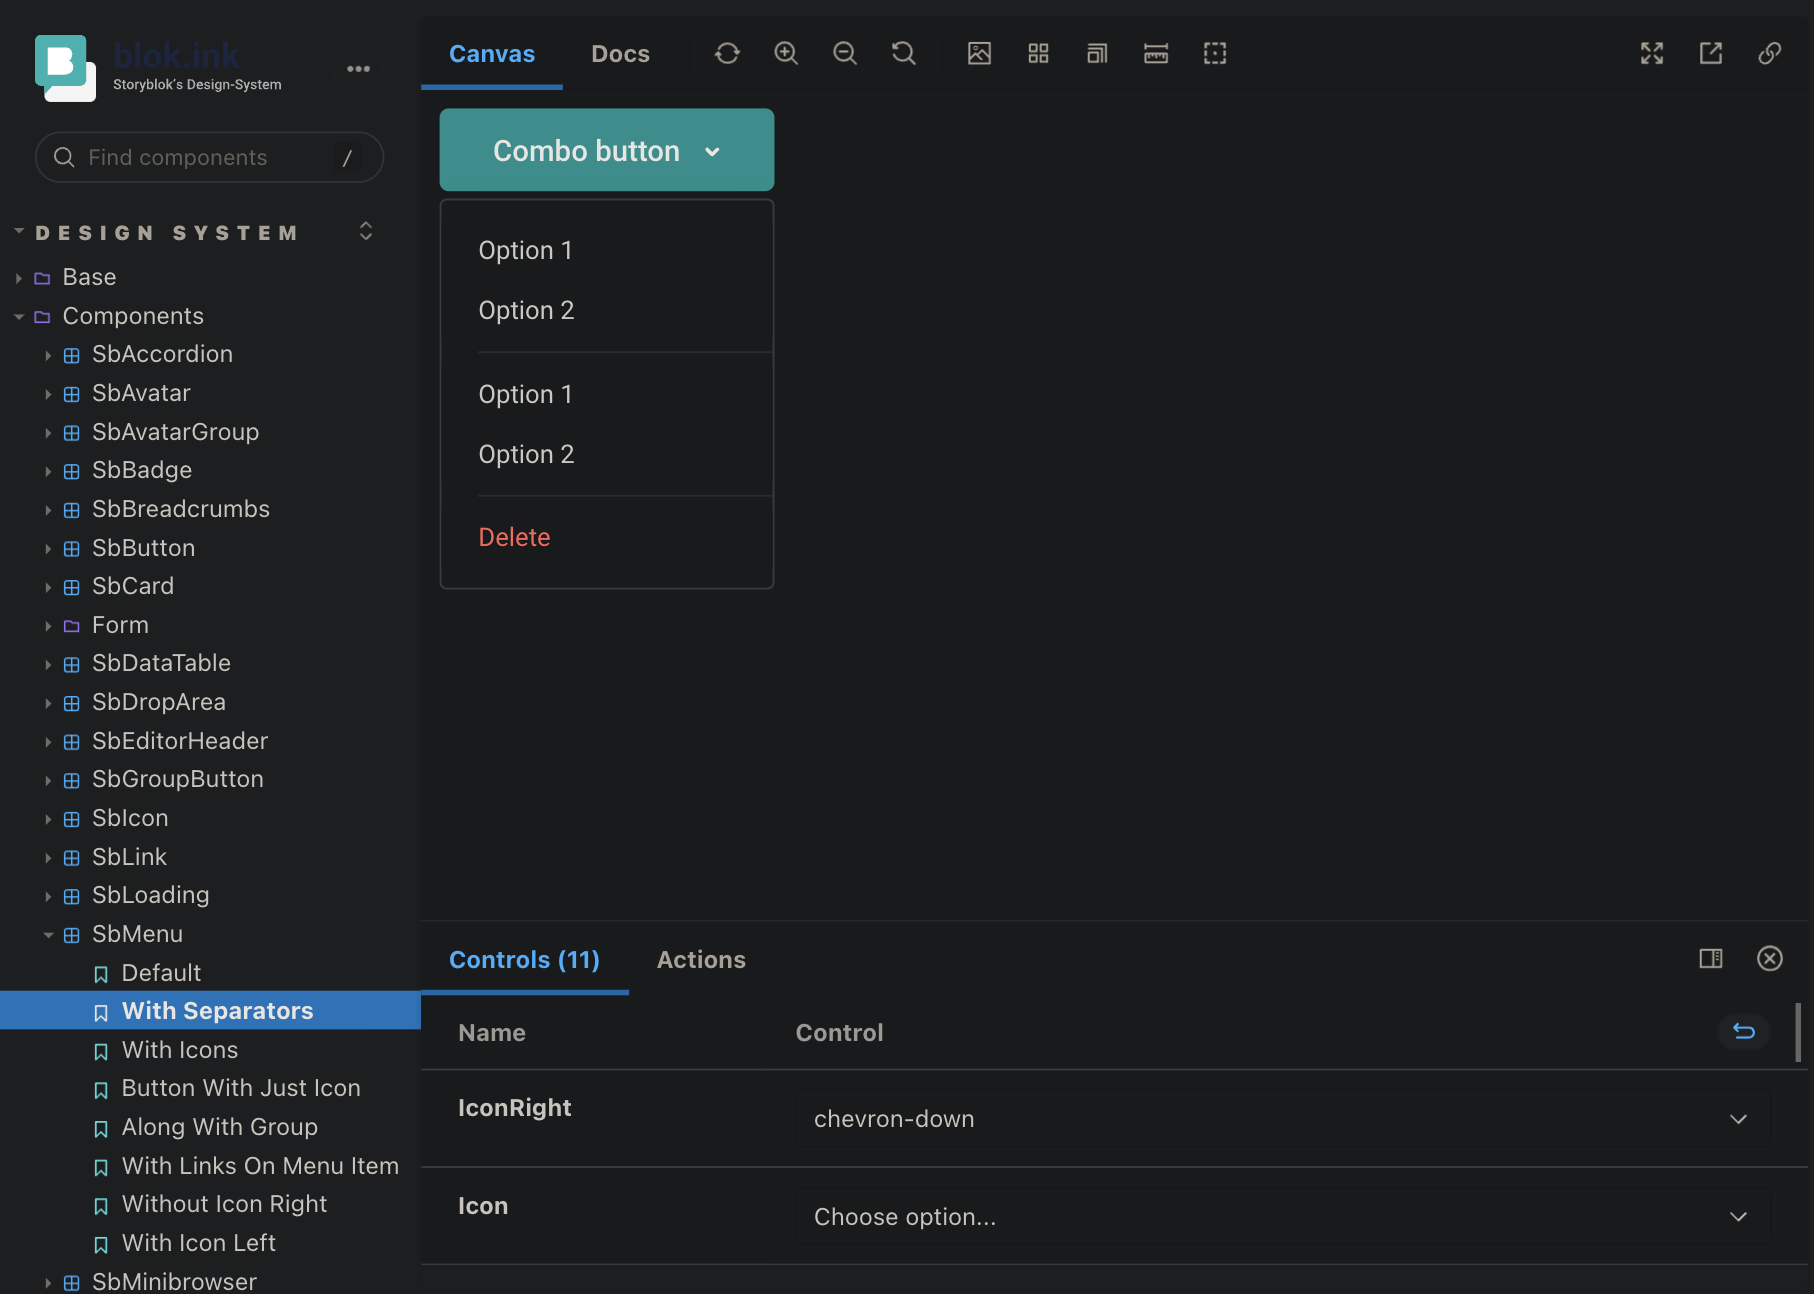 blok.ink
Storyblok's Design-System
Find components
/
DESIGN SYSTEM
Base
Components
SbAccordion
SbAvatar
SbAvatarGroup
SbBadge
SbBreadcrumbs
SbButton
SbCard
Form
SbDataTable
SbDropArea
SbEditorHeader
SbGroupButton
SbIcon
SbLink
SbLoading
SbMenu
Default
With Separators
With Icons
Button With Just Icon
Along With Group
With Links On Menu Item
Without Icon Right
With Icon Left
SbMinibrowser
Canvas
Docs
Combo button
Option 1
Option 2
Option 1
Option 2
Delete
Controls (11)
Actions
Name
Control
IconRight
chevron-down
Icon
Choose option...